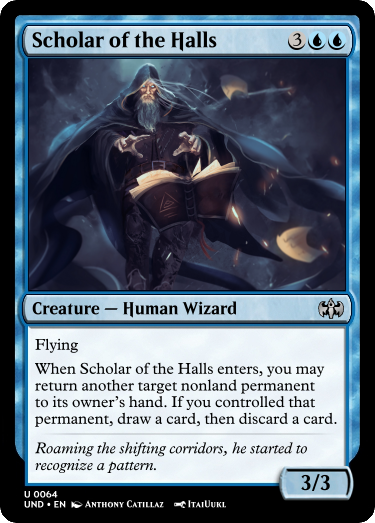 Scholar of the Halls 3
Creature — Human Wizard
Flying
When Scholar of the Halls enters, you may
return another target nonland permanent
to its owner's hand. If you controlled that
permanent, draw a card, then discard a card.
Roaming the shifting corridors, he started to
recognize a pattern.
3/3
U 0064
UND • EN Anthony Catillaz ItaiUukl